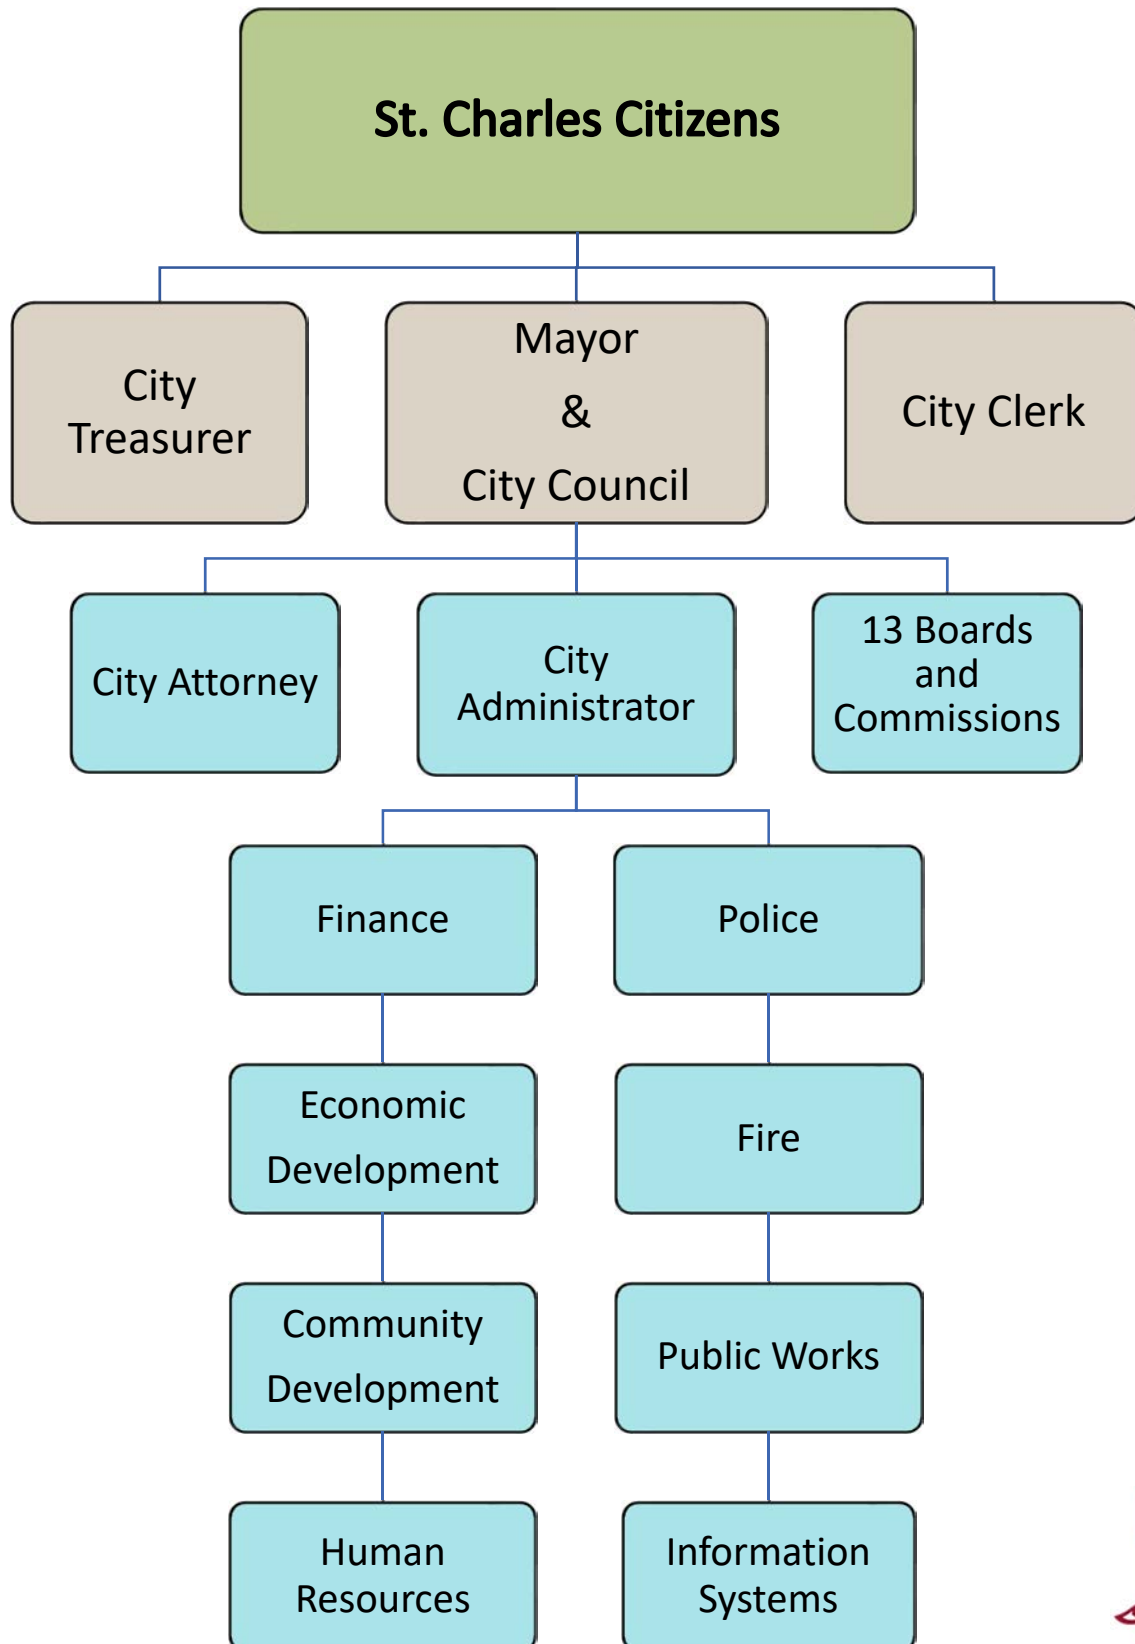 St. Charles Citizens
City
Treasurer
Mayor
&
City Council
City Clerk
City Attorney
City
Administrator
13 Boards
and
Commissions
Finance
Police
Economic
Development
Fire
Community
Development
Public Works
Human
Resources
Information
Systems